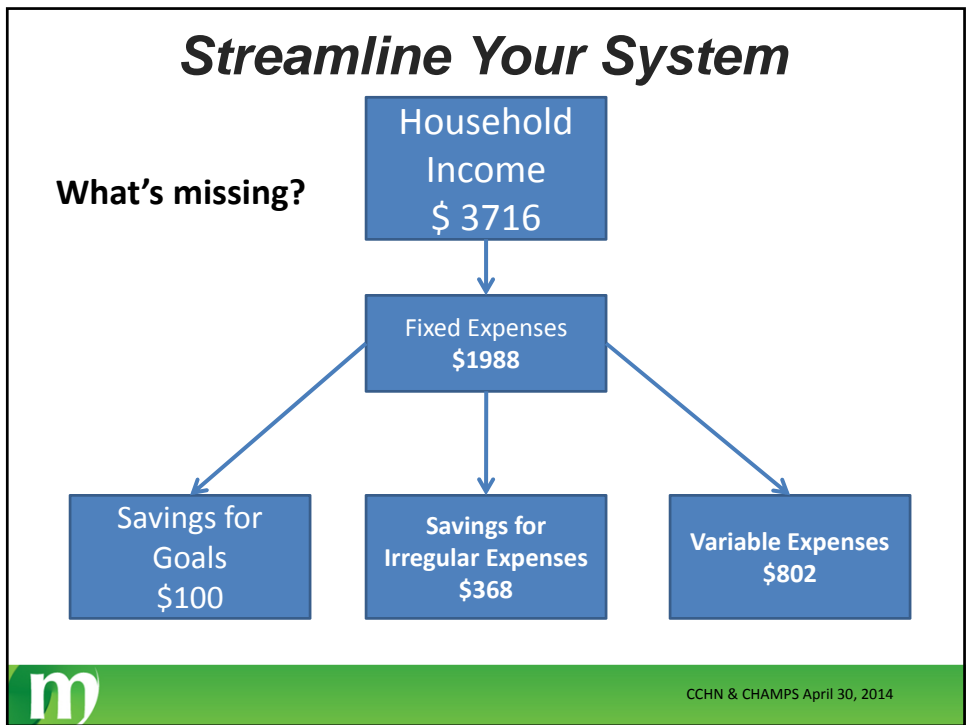 Streamline Your System
What’s missing?
Household
Income
$ 3716
Fixed Expenses
$1988
Savings for
Goals
$100
Savings for
Irregular Expenses
$368
Variable Expenses
$802
m
CCHN & CHAMPS April 30, 2014